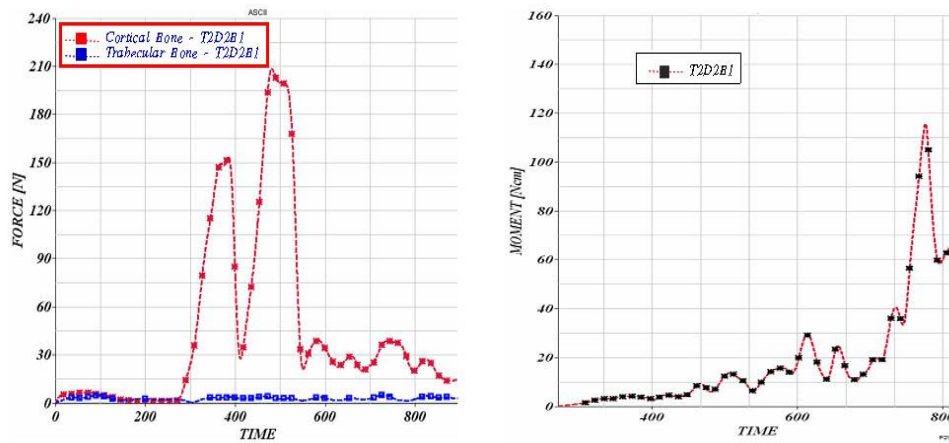 ASCII
240
210
180
150
120
90
60
30
0
FORCE [N]
Cortical Bone - T2D2B1
Trabecular Bone - T2D2B1
0 200 400 600 800
TIME
160
140
120
100
80
60
40
20
0
MOMENT [Ncm]
T2D2B1
400 600 800
TIME